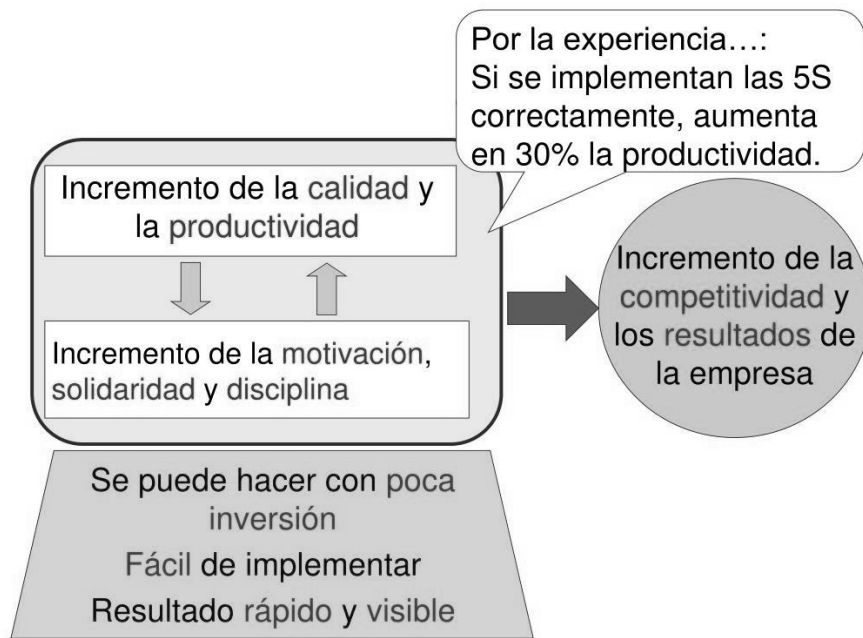 Por la experiencia…:
Si se implementan las 5S
correctamente, aumenta
en 30% la productividad.
Incremento de la calidad y
la productividad
Incremento de la motivación,
solidaridad y disciplina
Incremento de la
competitividad y
los resultados de
la empresa
Se puede hacer con poca
inversión
Fácil de implementar
Resultado rápido y visible